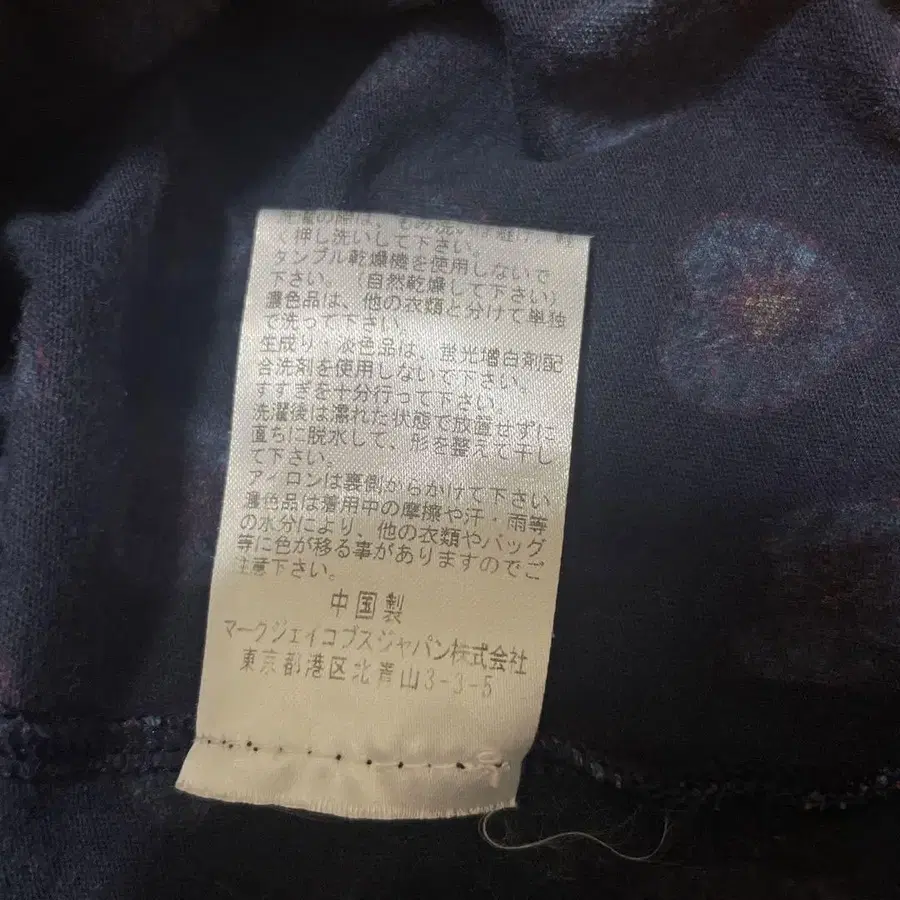 洗濯の際は、もみ洗い
く押し洗いして下さい。
タンブル乾燥機を使用しないで
下さい。（自然乾燥して下さい）
濃色品は、他の衣類と分けて単独
で洗って下さい。
生成り・淡色品は、蛍光増白剤配
合洗剤を使用しないで下さい。
すすぎを十分行って下さい。
洗濯後は濡れた状態で放置せずに
直ちに脱水して、形を整えて干し
て下さい。
アイロンは裏側からかけて下さい
濃色品は着用中の摩擦や汗・雨等
の水分により、他の衣類やバッグ
等に色が移る事がありますのでご
注意下さい。
中国製
マークジェイコブスジャパン株式会社
東京都港区北青山3-3-5